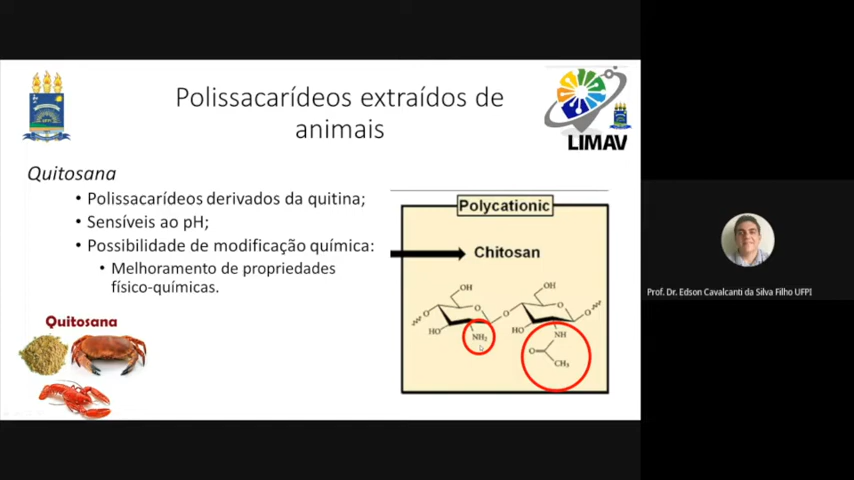 Polissacarídeos extraídos de
animais
LIMAV
Quitosana
• Polissacarídeos derivados da quitina;
• Sensíveis ao pH;
• Possibilidade de modificação química:
• Melhoramento de propriedades
físico-químicas.
Quitosana
Polycationic
Chitosan
OH
OH
O
O
O
O
O
HO
NH₂
HO
NH
O
CH₃
Prof. Dr. Edson Cavalcanti da Silva Filho UFPI